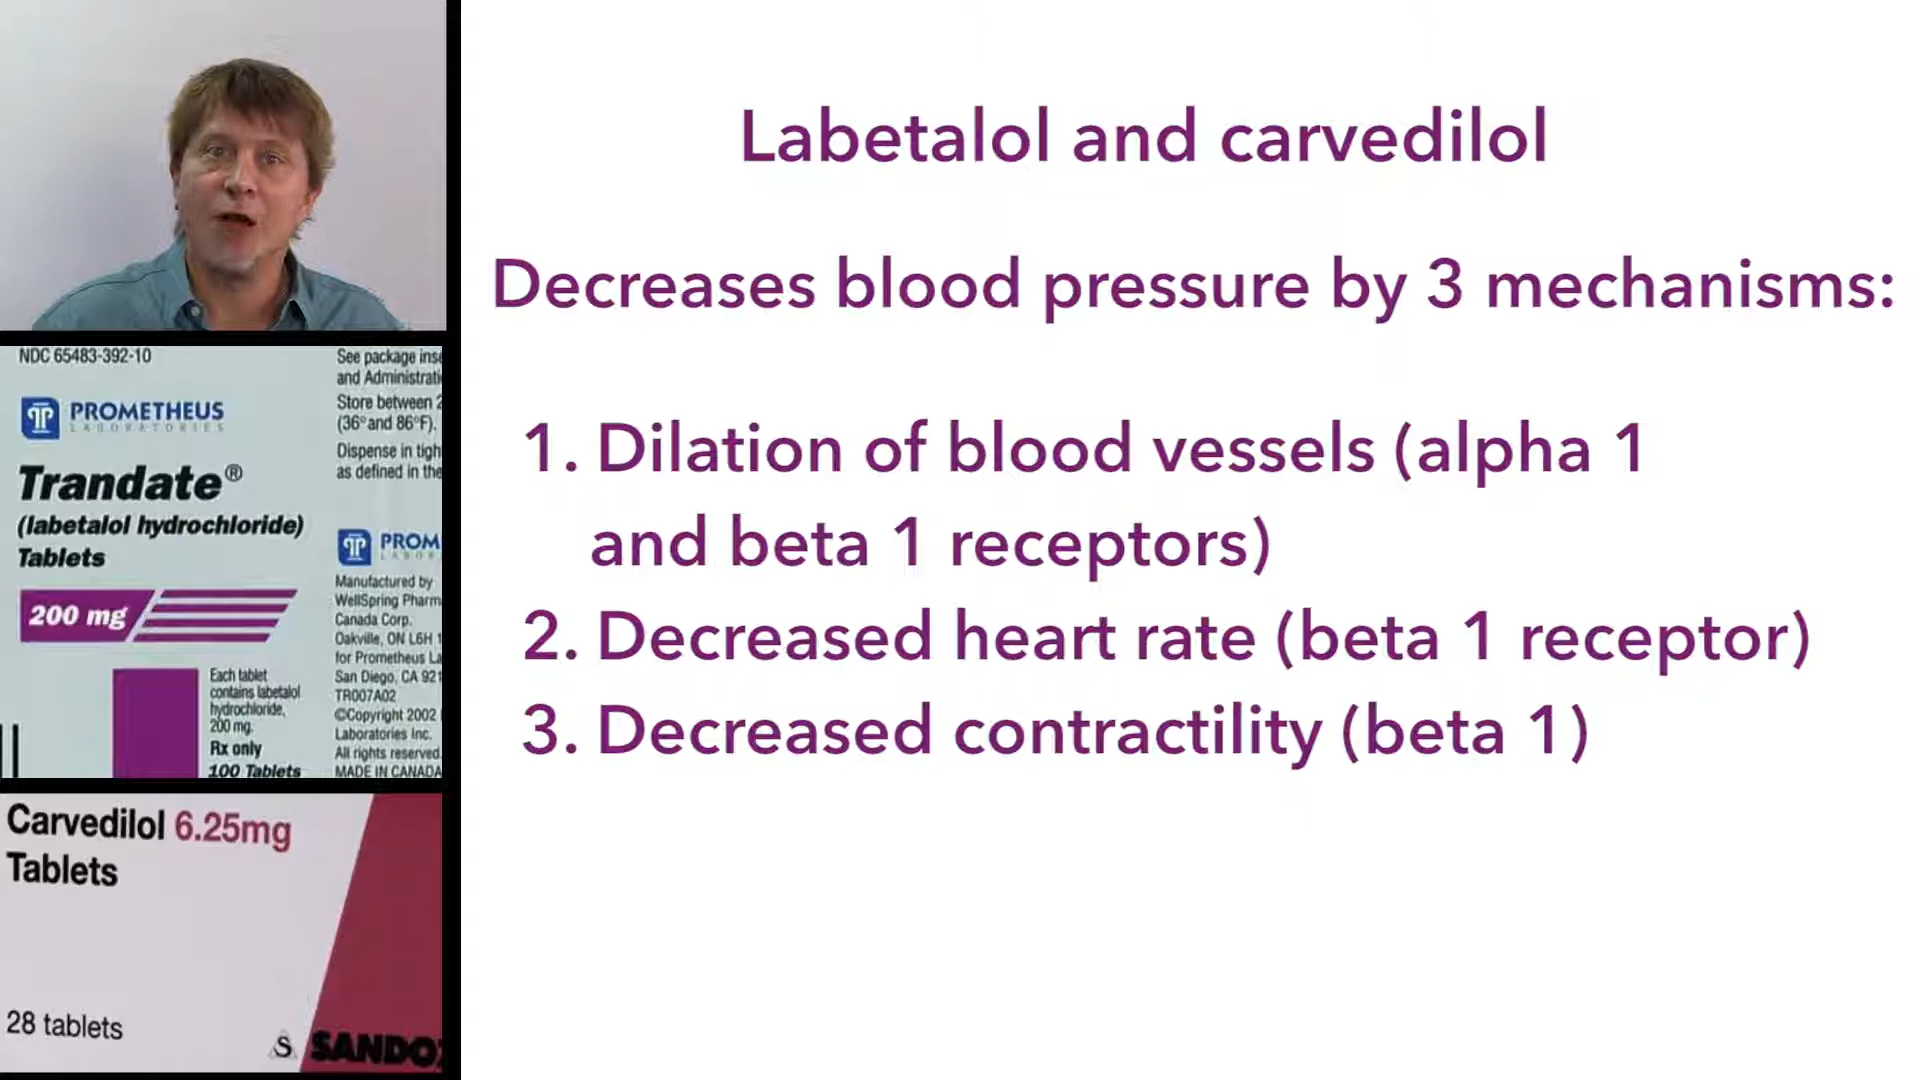 Labetalol and carvedilol
Decreases blood pressure by 3 mechanisms:
1. Dilation of blood vessels (alpha 1
and beta 1 receptors)
2. Decreased heart rate (beta 1 receptor)
3. Decreased contractility (beta 1)
NDC 65483-392-10
PROMETHEUS
LABORATORIES
Trandate®
(labetalol hydrochloride)
Tablets
200 mg
Each tablet
contains labetalol
hydrochloride,
200 mg.
Rx only
100 Tablets
See package
and
Store between
(36° and 86°F).
Dispense in
as defined in the
Manufactured by
WellSpring
Canada Corp.
Oakville, ON L6H
for Prometheus
San Diego, CA
TR007A02
©Copyright 2002
Laboratories Inc.
All rights reserved.
MADE IN CANADA
Carvedilol 6.25mg
Tablets
28 tablets
S SANDOZ